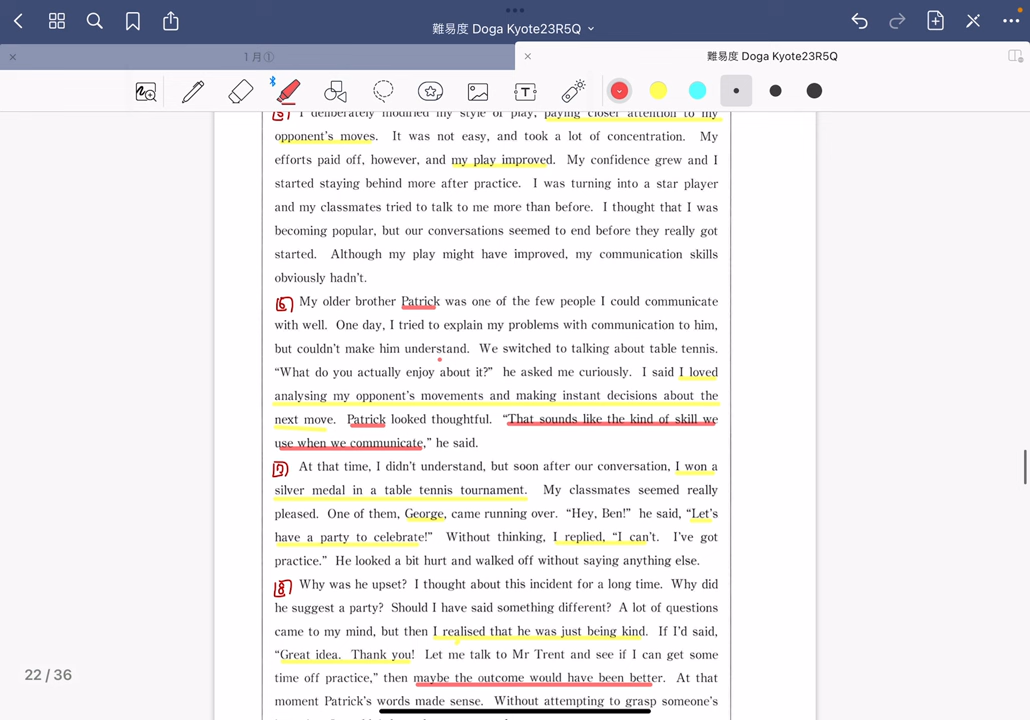 難易度 Doga Kyote23R5Q
1 月①
難易度 Doga Kyote23R5Q
[5] I deliberately modified my style of play, paying closer attention to my
opponent's moves. It was not easy, and took a lot of concentration. My
efforts paid off, however, and my play improved. My confidence grew and I
started staying behind more after practice. I was turning into a star player
and my classmates tried to talk to me more than before. I thought that I was
becoming popular, but our conversations seemed to end before they really got
started. Although my play might have improved, my communication skills
obviously hadn't.
[6] My older brother Patrick was one of the few people I could communicate
with well. One day, I tried to explain my problems with communication to him,
but couldn't make him understand. We switched to talking about table tennis.
“What do you actually enjoy about it?” he asked me curiously. I said I loved
analysing my opponent's movements and making instant decisions about the
next move. Patrick looked thoughtful. “That sounds like the kind of skill we
use when we communicate,” he said.
[7] At that time, I didn't understand, but soon after our conversation, I won a
silver medal in a table tennis tournament. My classmates seemed really
pleased. One of them, George, came running over. “Hey, Ben!” he said, “Let's
have a party to celebrate!” Without thinking, I replied, “I can't. I've got
practice.” He looked a bit hurt and walked off without saying anything else.
[8] Why was he upset? I thought about this incident for a long time. Why did
he suggest a party? Should I have said something different? A lot of questions
came to my mind, but then I realised that he was just being kind. If I'd said,
“Great idea. Thank you! Let me talk to Mr Trent and see if I can get some
time off practice,” then maybe the outcome would have been better. At that
moment Patrick's words made sense. Without attempting to grasp someone's
22 / 36